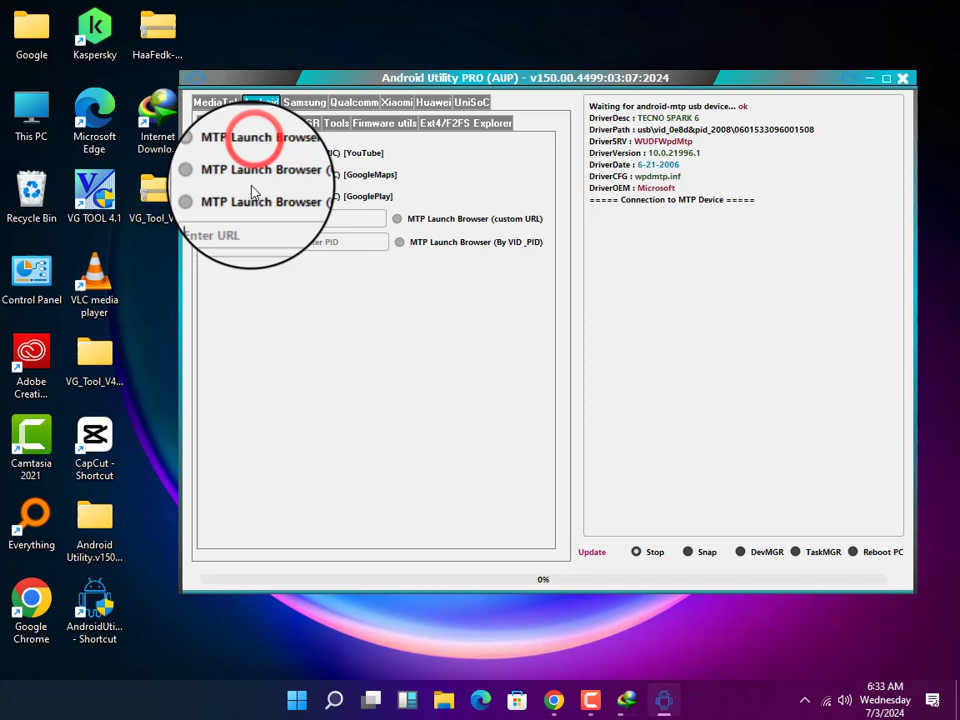 Google
Kaspersky
HaaFedk-...
This PC
Microsoft
Edge
Internet
Downlo...
Recycle Bin
VG TOOL 4.1
VG_Tool_V...
Control Panel
VLC media
player
Adobe
Creati...
VG_Tool_V4...
Camtasia
2021
CapCut -
Shortcut
Everything
Android
Utility.v150...
Google
Chrome
AndroidUti...
- Shortcut
Android Utility PRO (AUP) - v150.00.4499:03:07:2024
Samsung Qualcomm Xiaomi Huawei UniSoC
Tools Firmware utils Ext4/F2FS Explorer
MTP Launch Browser
[YouTube]
MTP Launch Browser (
[GoogleMaps]
MTP Launch Browser (
[GooglePlay]
Enter URL
MTP Launch Browser (custom URL)
PID
MTP Launch Browser (By VID _PID)
Waiting for android-mtp usb device... ok
DriverDesc : TECNO SPARK 6
DriverPath : usb\vid_0e8d&pid_2008\0601533096001508
DriverSRV : WUDFWpdMtp
DriverVersion : 10.0.21996.1
DriverDate : 6-21-2006
DriverCFG : wpdmtp.inf
DriverOEM : Microsoft
===== Connection to MTP Device =====
Update Stop Snap DevMGR TaskMGR Reboot PC
0%
6:33 AM
Wednesday
7/3/2024